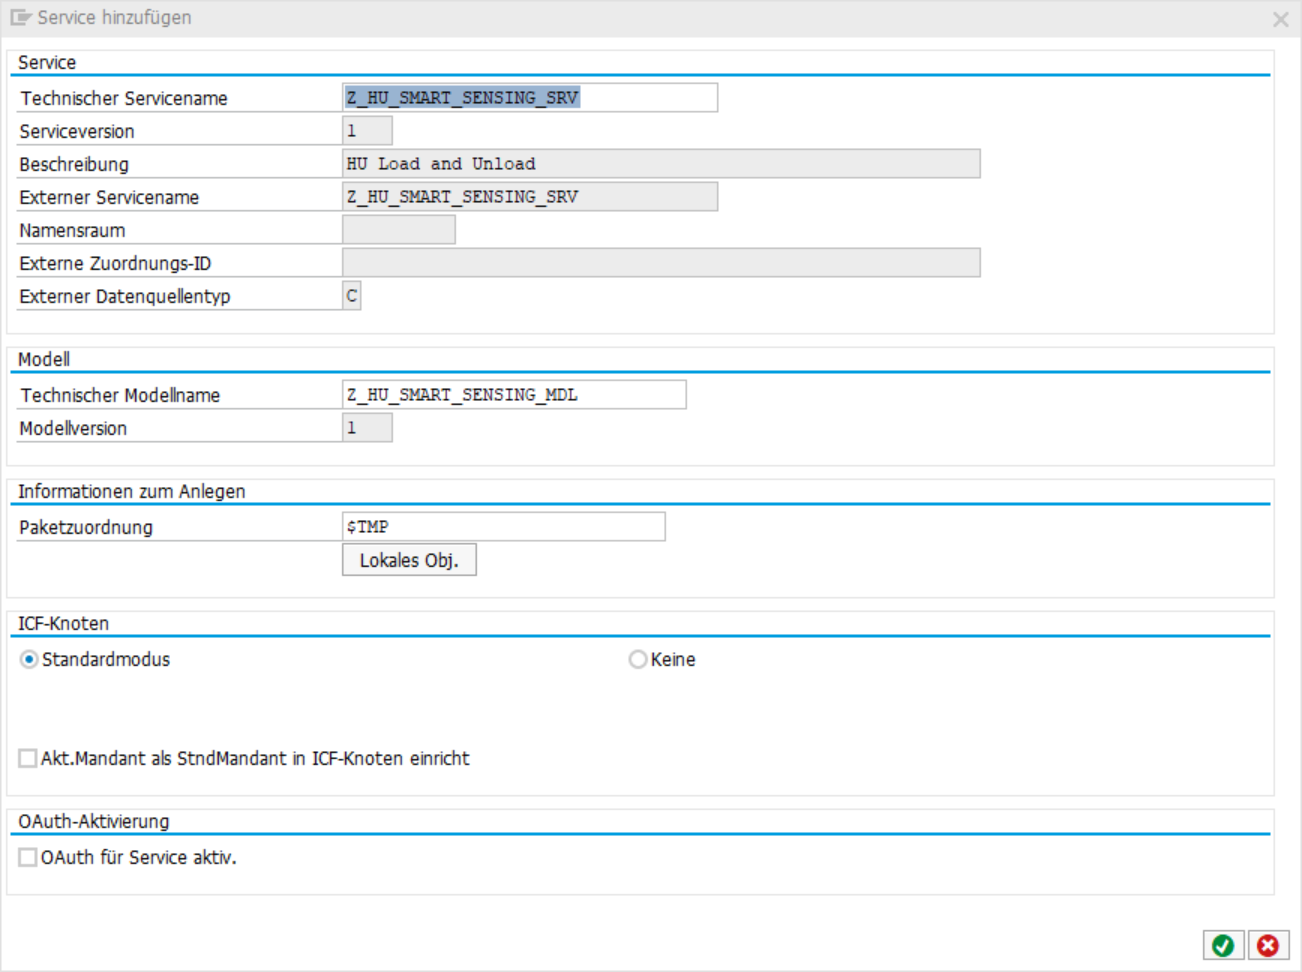 Service hinzufügen
Service
Technischer Servicename Z_HU_SMART_SENSING_SRV
Serviceversion 1
Beschreibung HU Load and Unload
Externer Servicename Z_HU_SMART_SENSING_SRV
Namensraum
Externe Zuordnungs-ID
Externer Datenquellentyp C
Modell
Technischer Modellname Z_HU_SMART_SENSING_MDL
Modellversion 1
Informationen zum Anlegen
Paketzuordnung $TMP
Lokales Obj.
ICF-Knoten
Standardmodus Keine
Akt.Mandant als StndMandant in ICF-Knoten einricht
OAuth-Aktivierung
OAuth für Service aktiv.